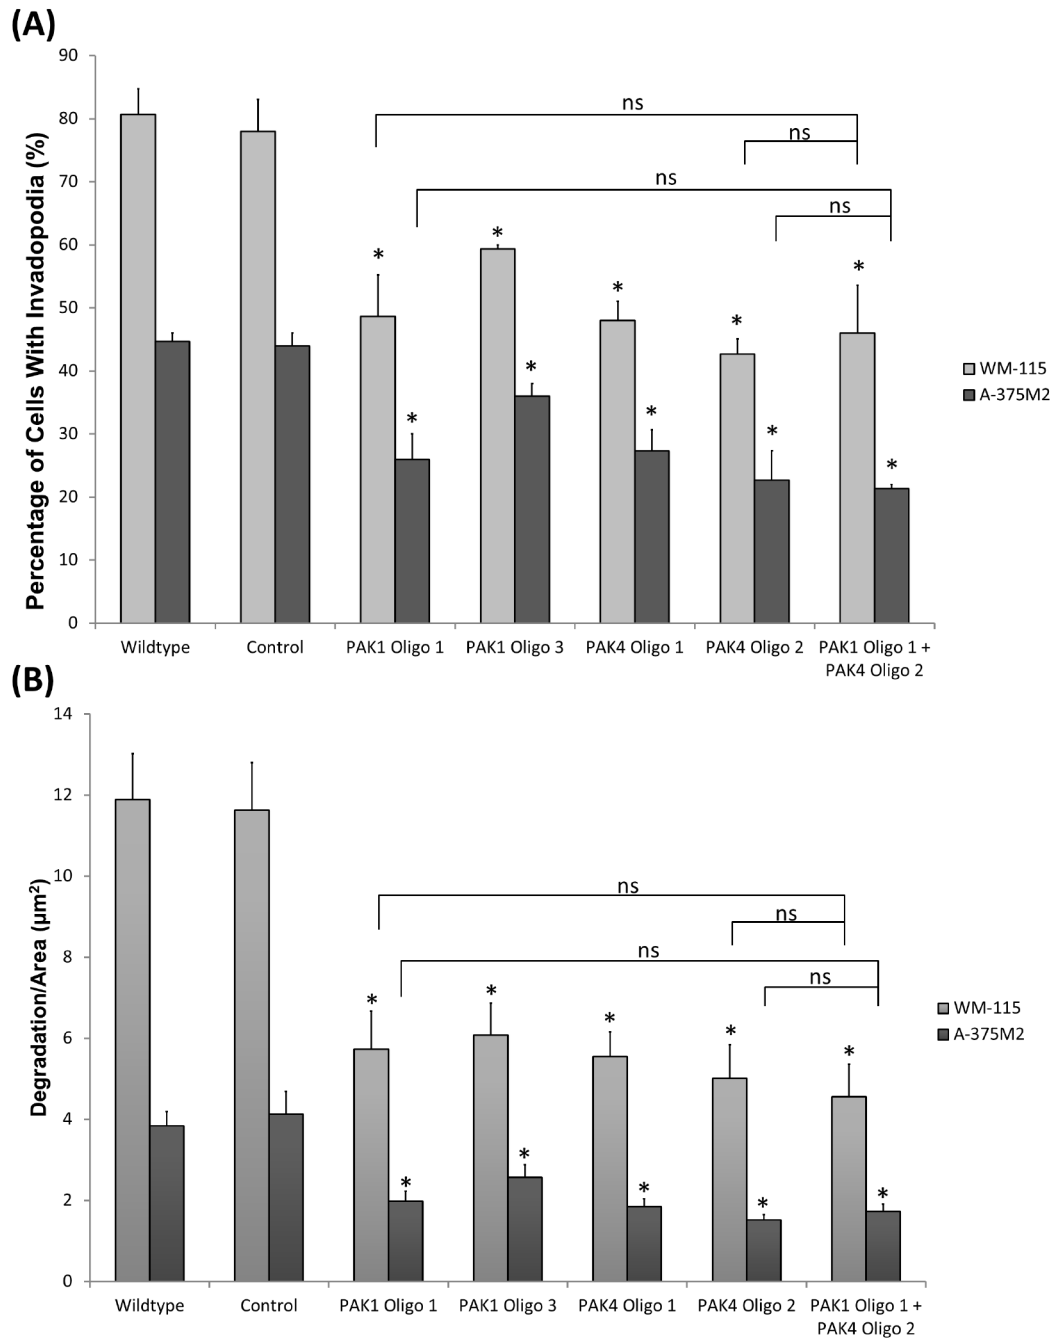 (A)
Percentage of Cells With Invadopodia (%)
90
80
70
60
50
40
30
20
10
0
ns
ns
ns
ns
*
*
*
*
*
*
*
*
*
*
WM-115
A-375M2
Wildtype
Control
PAK1 Oligo 1
PAK1 Oligo 3
PAK4 Oligo 1
PAK4 Oligo 2
PAK1 Oligo 1 +
PAK4 Oligo 2
(B)
Degradation/Area (µm²)
14
12
10
8
6
4
2
0
ns
ns
ns
ns
*
*
*
*
*
*
*
*
*
*
WM-115
A-375M2
Wildtype
Control
PAK1 Oligo 1
PAK1 Oligo 3
PAK4 Oligo 1
PAK4 Oligo 2
PAK1 Oligo 1 +
PAK4 Oligo 2